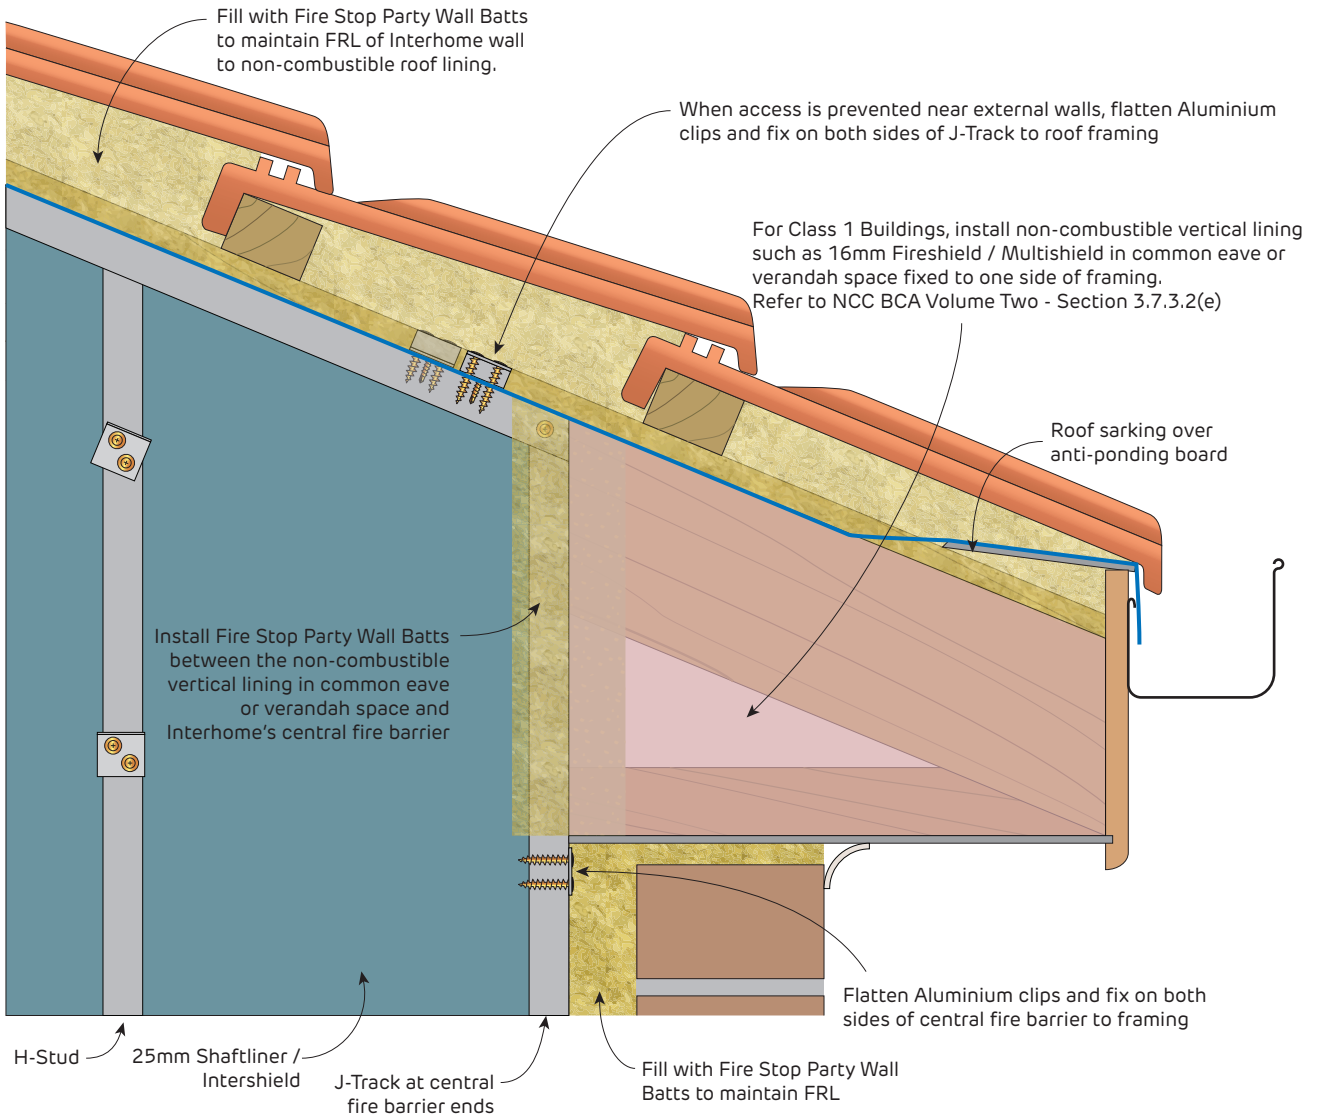 Fill with Fire Stop Party Wall Batts
to maintain FRL of Interhome wall
to non-combustible roof lining.
When access is prevented near external walls, flatten Aluminium
clips and fix on both sides of J-Track to roof framing
For Class 1 Buildings, install non-combustible vertical lining
such as 16mm Fireshield / Multishield in common eave or
verandah space fixed to one side of framing.
Refer to NCC BCA Volume Two - Section 3.7.3.2(e)
Roof sarking over
anti-ponding board
Install Fire Stop Party Wall Batts
between the non-combustible
vertical lining in common eave
or verandah space and
Interhome's central fire barrier
Flatten Aluminium clips and fix on both
sides of central fire barrier to framing
H-Stud
25mm Shaftliner /
Intershield
J-Track at central
fire barrier ends
Fill with Fire Stop Party Wall
Batts to maintain FRL